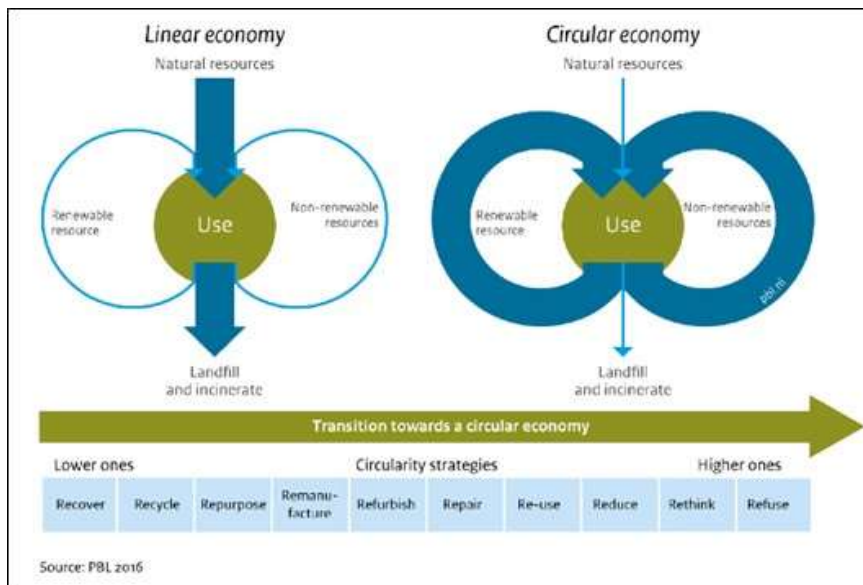 Linear economy
Circular economy
Natural resources
Natural resources
Renewable
resource
Use
Non-renewable
resources
Renewable
resource
Use
Non-renewable
resources
pbl.nl
Landfill
and incinerate
Landfill
and incinerate
Transition towards a circular economy
Lower ones
Circularity strategies
Higher ones
Recover
Recycle
Repurpose
Remanu-
facture
Refurbish
Repair
Re-use
Reduce
Rethink
Refuse
Source: PBL 2016